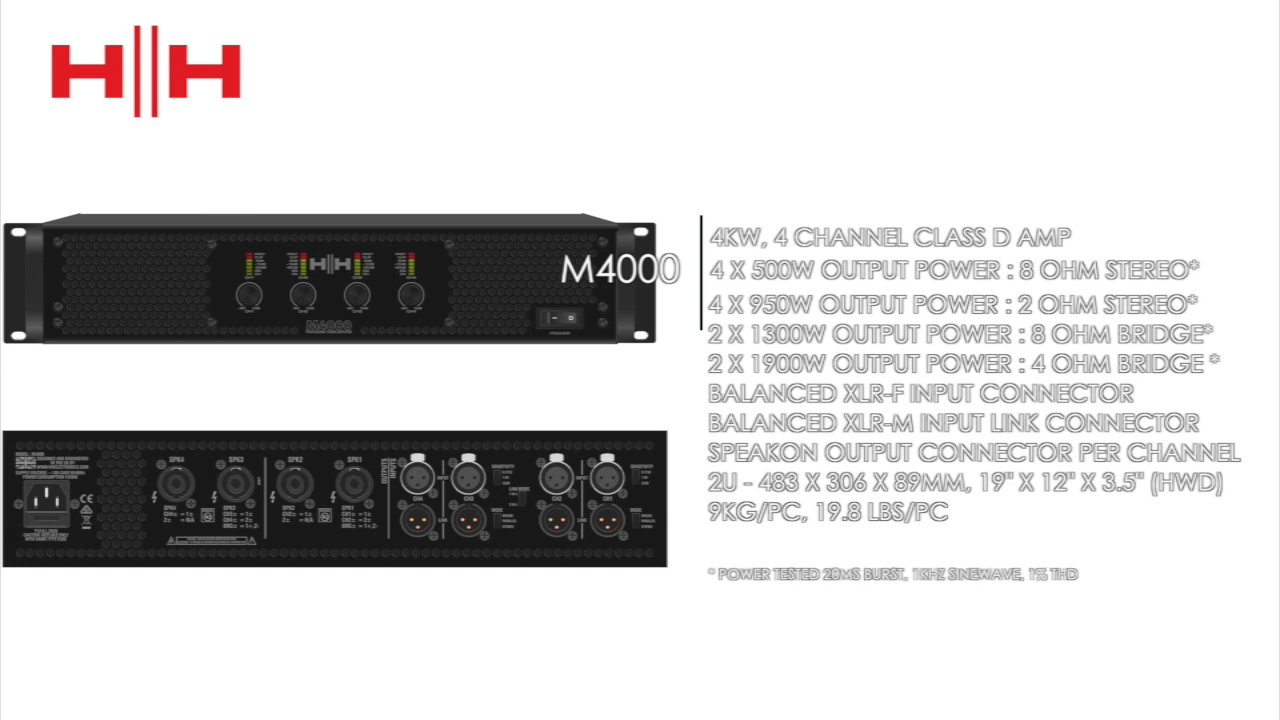 HH
M4000
4KW, 4 CHANNEL CLASS D AMP
4 X 500W OUTPUT POWER : 8 OHM STEREO*
4 X 950W OUTPUT POWER : 2 OHM STEREO*
2 X 1300W OUTPUT POWER : 8 OHM BRIDGE*
2 X 1900W OUTPUT POWER : 4 OHM BRIDGE *
BALANCED XLR-F INPUT CONNECTOR
BALANCED XLR-M INPUT LINK CONNECTOR
SPEAKON OUTPUT CONNECTOR PER CHANNEL
2U - 483 X 306 X 89MM, 19" X 12" X 3.5" (HWD)
9KG/PC, 19.8 LBS/PC
* POWER TESTED 20MS BURST, 1KHZ SINEWAVE, 1% THD
HH
M4000
POWER
SPK4
SPK3
SPK2
SPK1
OUTPUTS
INPUTS
CH4
CH3
CH2
CH1
CE